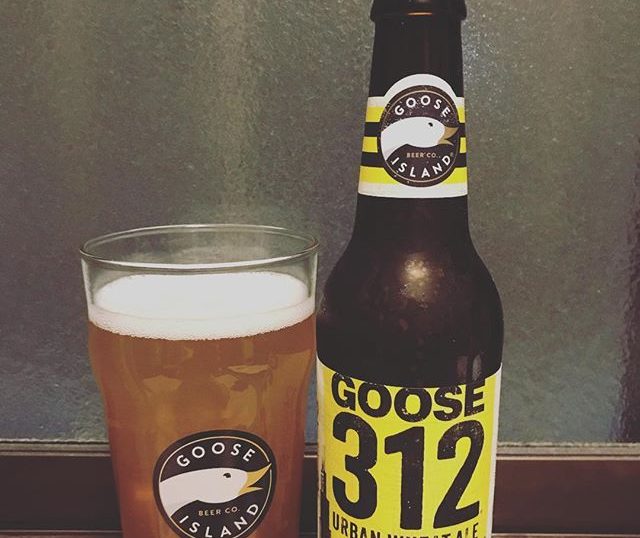 GOOSE
BEER CO.
ISLAND
GOOSE
312
URBAN WHEAT ALE
GOOSE
BEER CO.
ISLAND